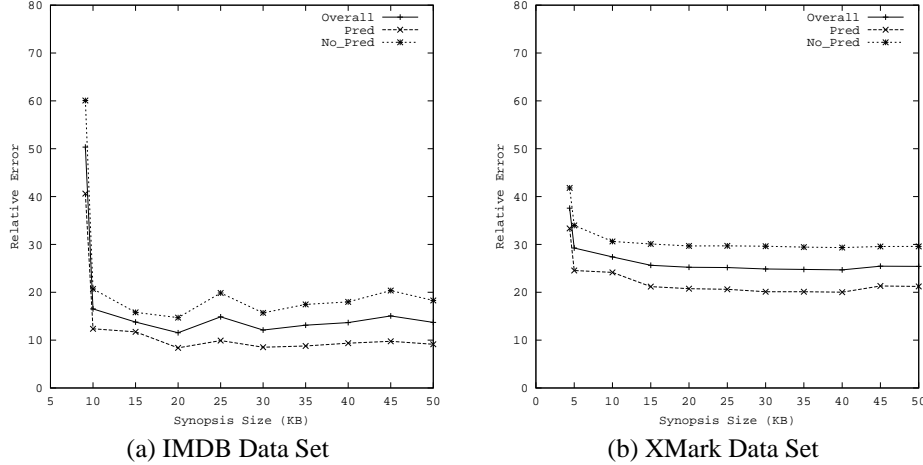 80
70
60
50
40
30
20
10
0
Relative Error
Overall
Pred
No_Pred
5 10 15 20 25 30 35 40 45 50
Synopsis Size (KB)
(a) IMDB Data Set
80
70
60
50
40
30
20
10
0
Relative Error
Overall
Pred
No_Pred
0 5 10 15 20 25 30 35 40 45 50
Synopsis Size (KB)
(b) XMark Data Set